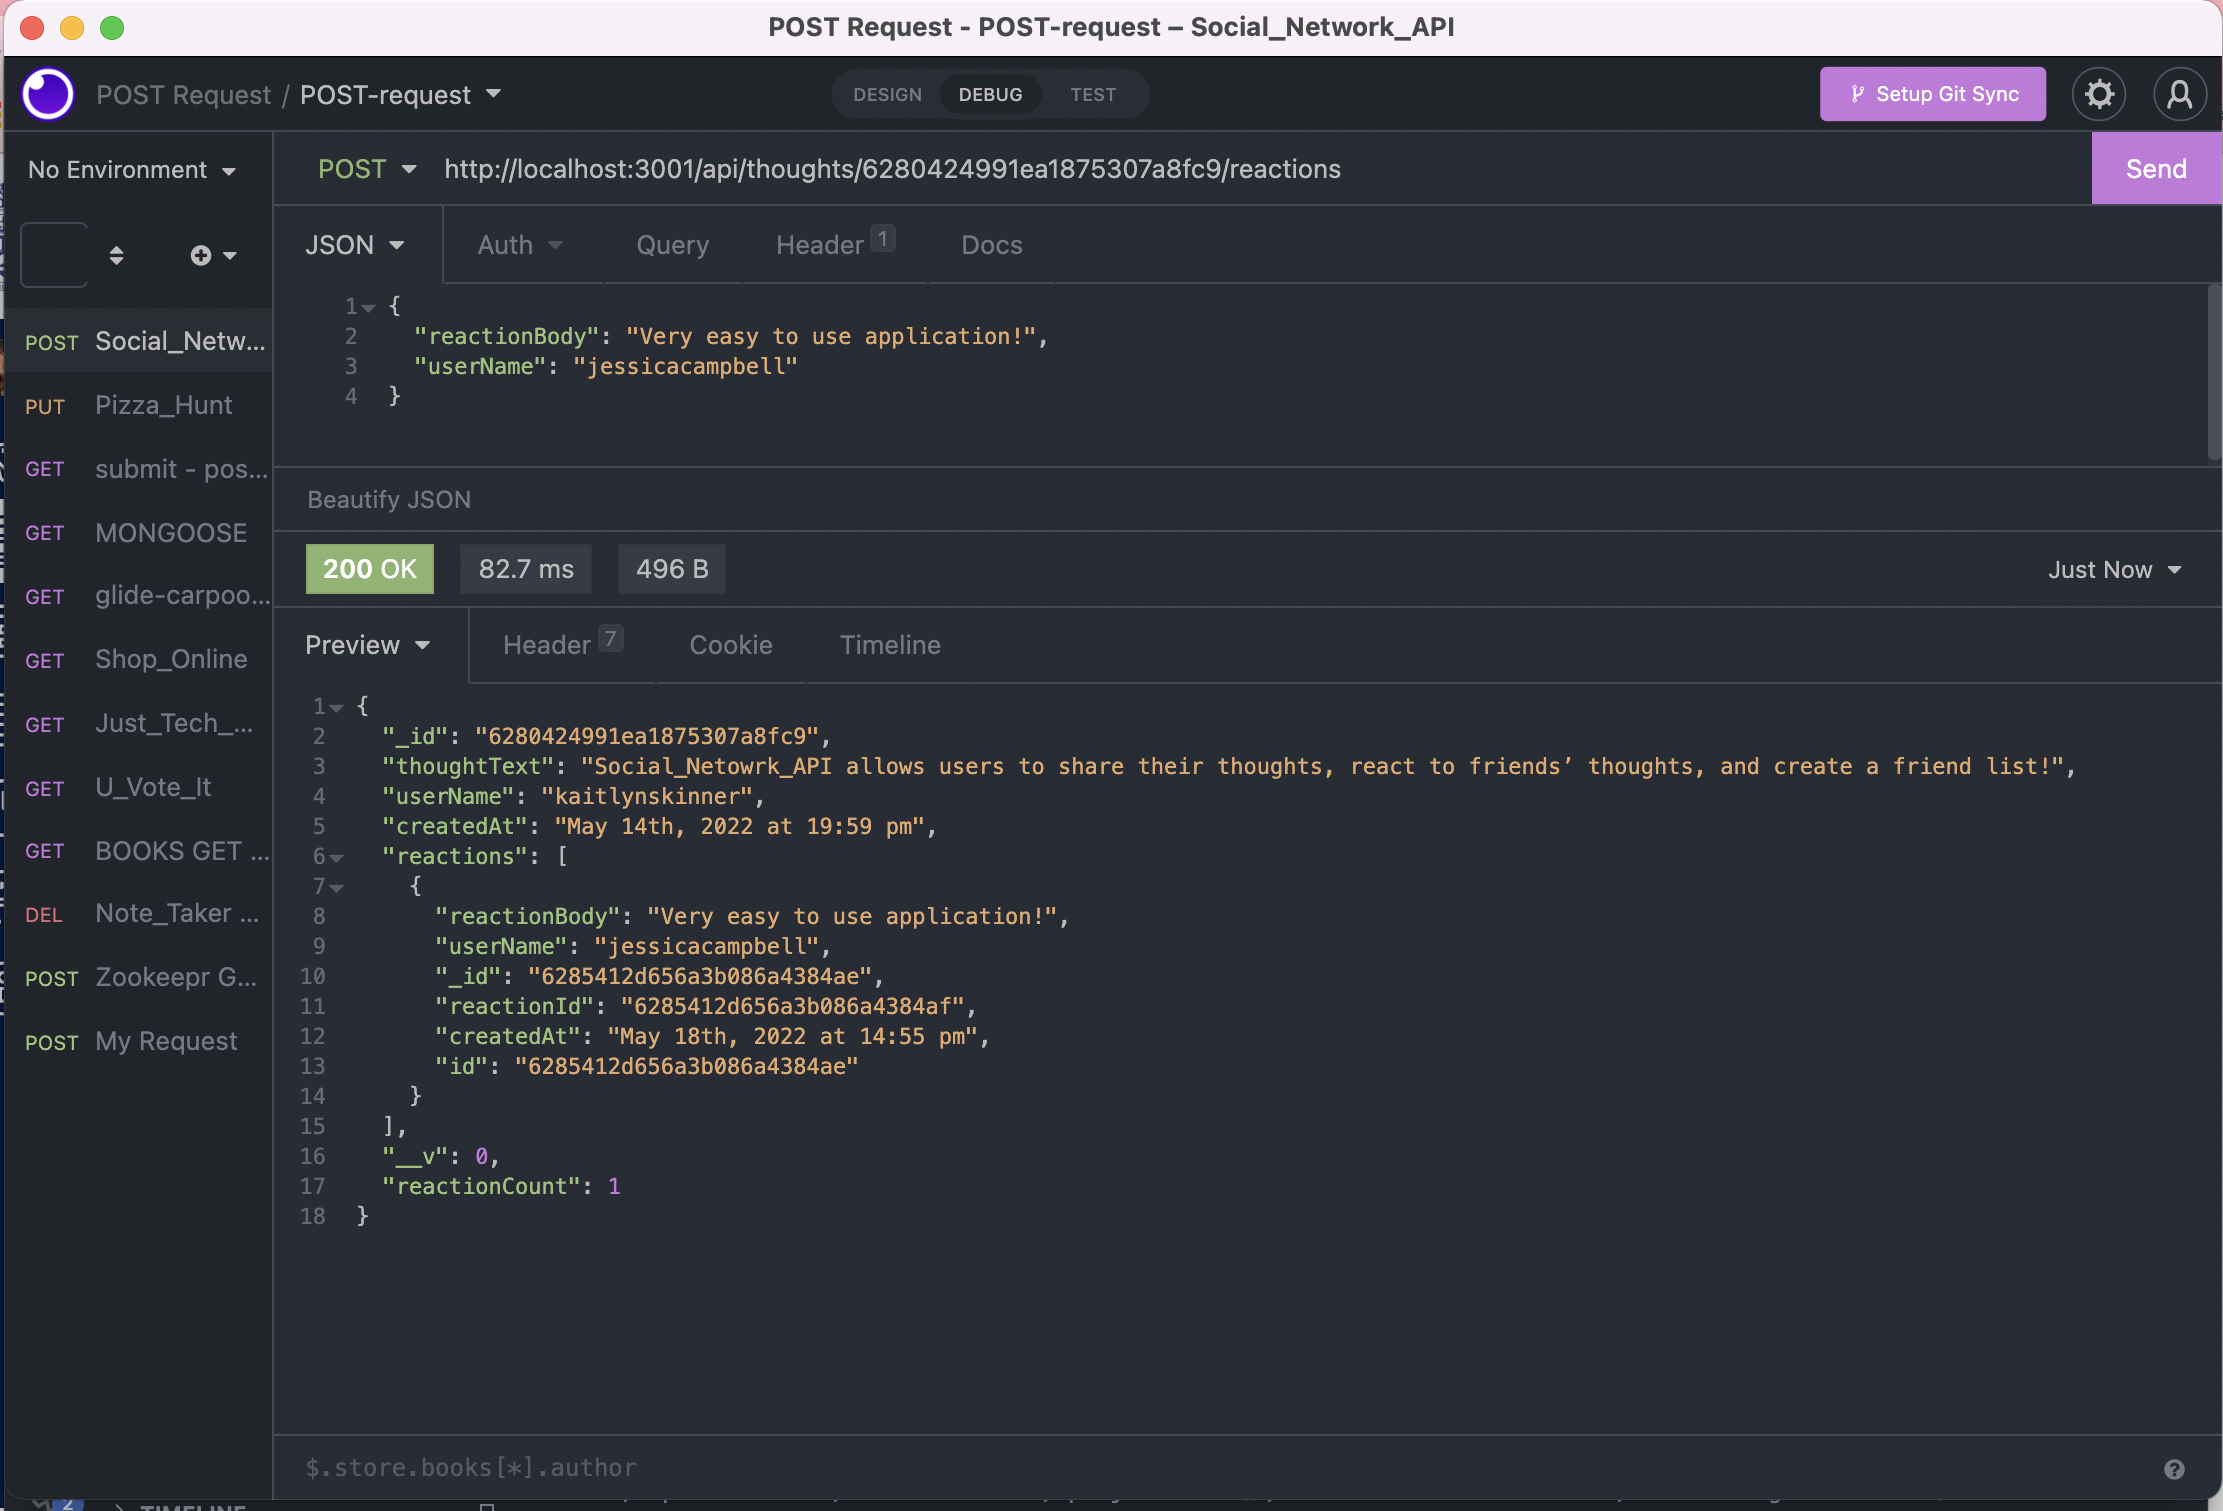 POST Request - POST-request – Social_Network_API
POST Request / POST-request
DESIGN DEBUG TEST
Setup Git Sync
No Environment
POST http://localhost:3001/api/thoughts/6280424991ea1875307a8fc9/reactions
Send
JSON Auth Query Header 1 Docs
1 {
2 "reactionBody": "Very easy to use application!",
3 "userName": "jessicacampbell"
4 }
Beautify JSON
POST Social_Netw...
PUT Pizza_Hunt
GET submit - pos...
GET MONGOOSE
GET glide-carpoo...
GET Shop_Online
GET Just_Tech_...
GET U_Vote_It
GET BOOKS GET ...
DEL Note_Taker ...
POST Zookeepr G...
POST My Request
200 OK 82.7 ms 496 B Just Now
Preview Header 7 Cookie Timeline
1 {
2 "_id": "6280424991ea1875307a8fc9",
3 "thoughtText": "Social_Netowrk_API allows users to share their thoughts, react to friends’ thoughts, and create a friend list!",
4 "userName": "kaitlynskinner",
5 "createdAt": "May 14th, 2022 at 19:59 pm",
6 "reactions": [
7 {
8 "reactionBody": "Very easy to use application!",
9 "userName": "jessicacampbell",
10 "_id": "6285412d656a3b086a4384ae",
11 "reactionId": "6285412d656a3b086a4384af",
12 "createdAt": "May 18th, 2022 at 14:55 pm",
13 "id": "6285412d656a3b086a4384ae"
14 }
15 ],
16 "__v": 0,
17 "reactionCount": 1
18 }
$.store.books[*].author
2 TIMELINE